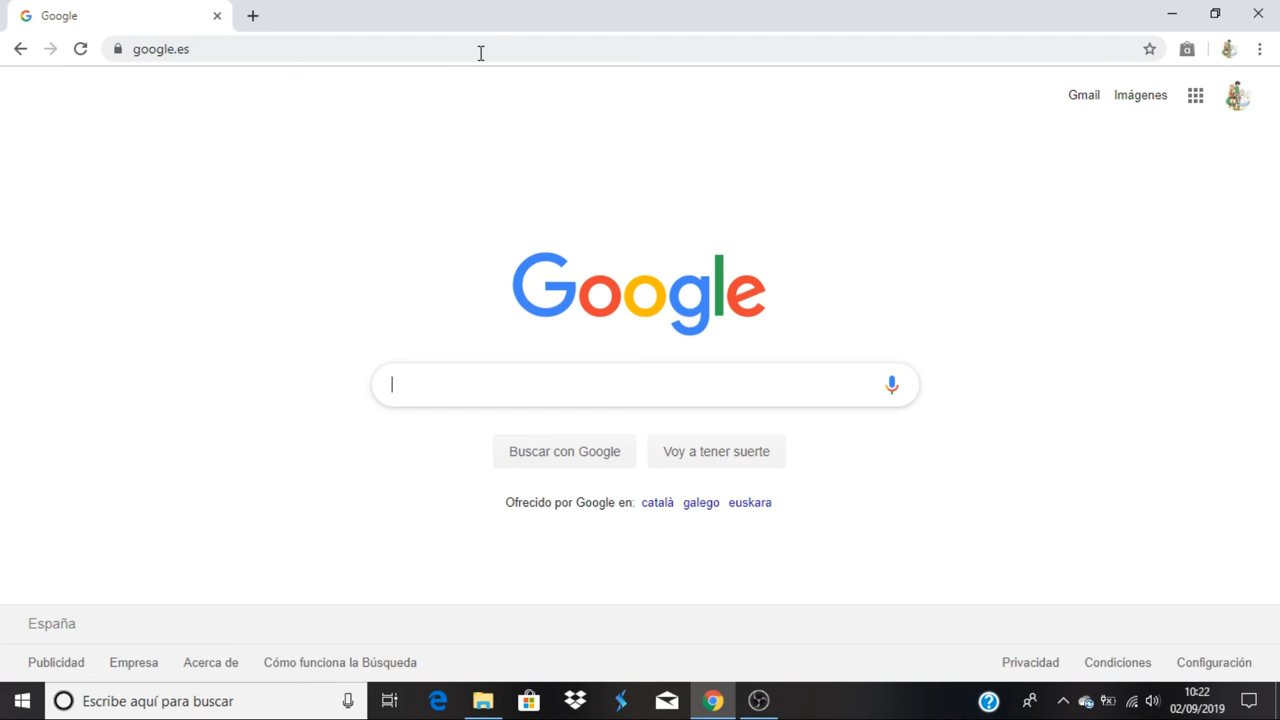 Google
google.es
Gmail Imágenes
Google
Buscar con Google Voy a tener suerte
Ofrecido por Google en: català galego euskara
España
Publicidad Empresa Acerca de Cómo funciona la Búsqueda Privacidad Condiciones Configuración
Escribe aquí para buscar
10:22
02/09/2019